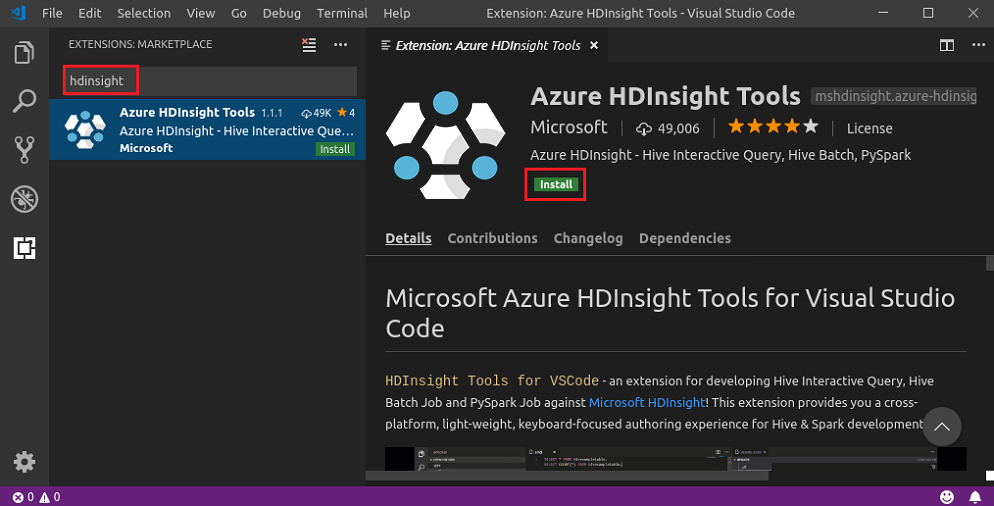 File Edit Selection View Go Debug Terminal Help Extension: Azure HDInsight Tools - Visual Studio Code
EXTENSIONS: MARKETPLACE
hdinsight
Azure HDInsight Tools 1.1.1 49K 4
Azure HDInsight - Hive Interactive Que...
Microsoft Install
Extension: Azure HDInsight Tools
Azure HDInsight Tools mshdinsight.azure-hdinsig
Microsoft 49,006 License
Azure HDInsight - Hive Interactive Query, Hive Batch, PySpark
Install
Details Contributions Changelog Dependencies
Microsoft Azure HDInsight Tools for Visual Studio
Code
HDInsight Tools for VSCode - an extension for developing Hive Interactive Query, Hive
Batch Job and PySpark Job against Microsoft HDInsight! This extension provides you a cross-
platform, light-weight, keyboard-focused authoring experience for Hive & Spark development
0 0